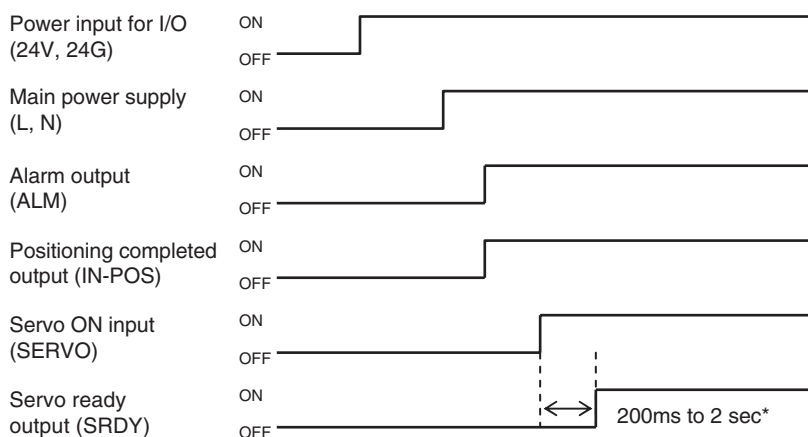 Power input for I/O
(24V, 24G)
ON
OFF
Main power supply
(L, N)
ON
OFF
Alarm output
(ALM)
ON
OFF
Positioning completed
output (IN-POS)
ON
OFF
Servo ON input
(SERVO)
ON
OFF
Servo ready
output (SRDY)
ON
OFF
200ms to 2 sec*